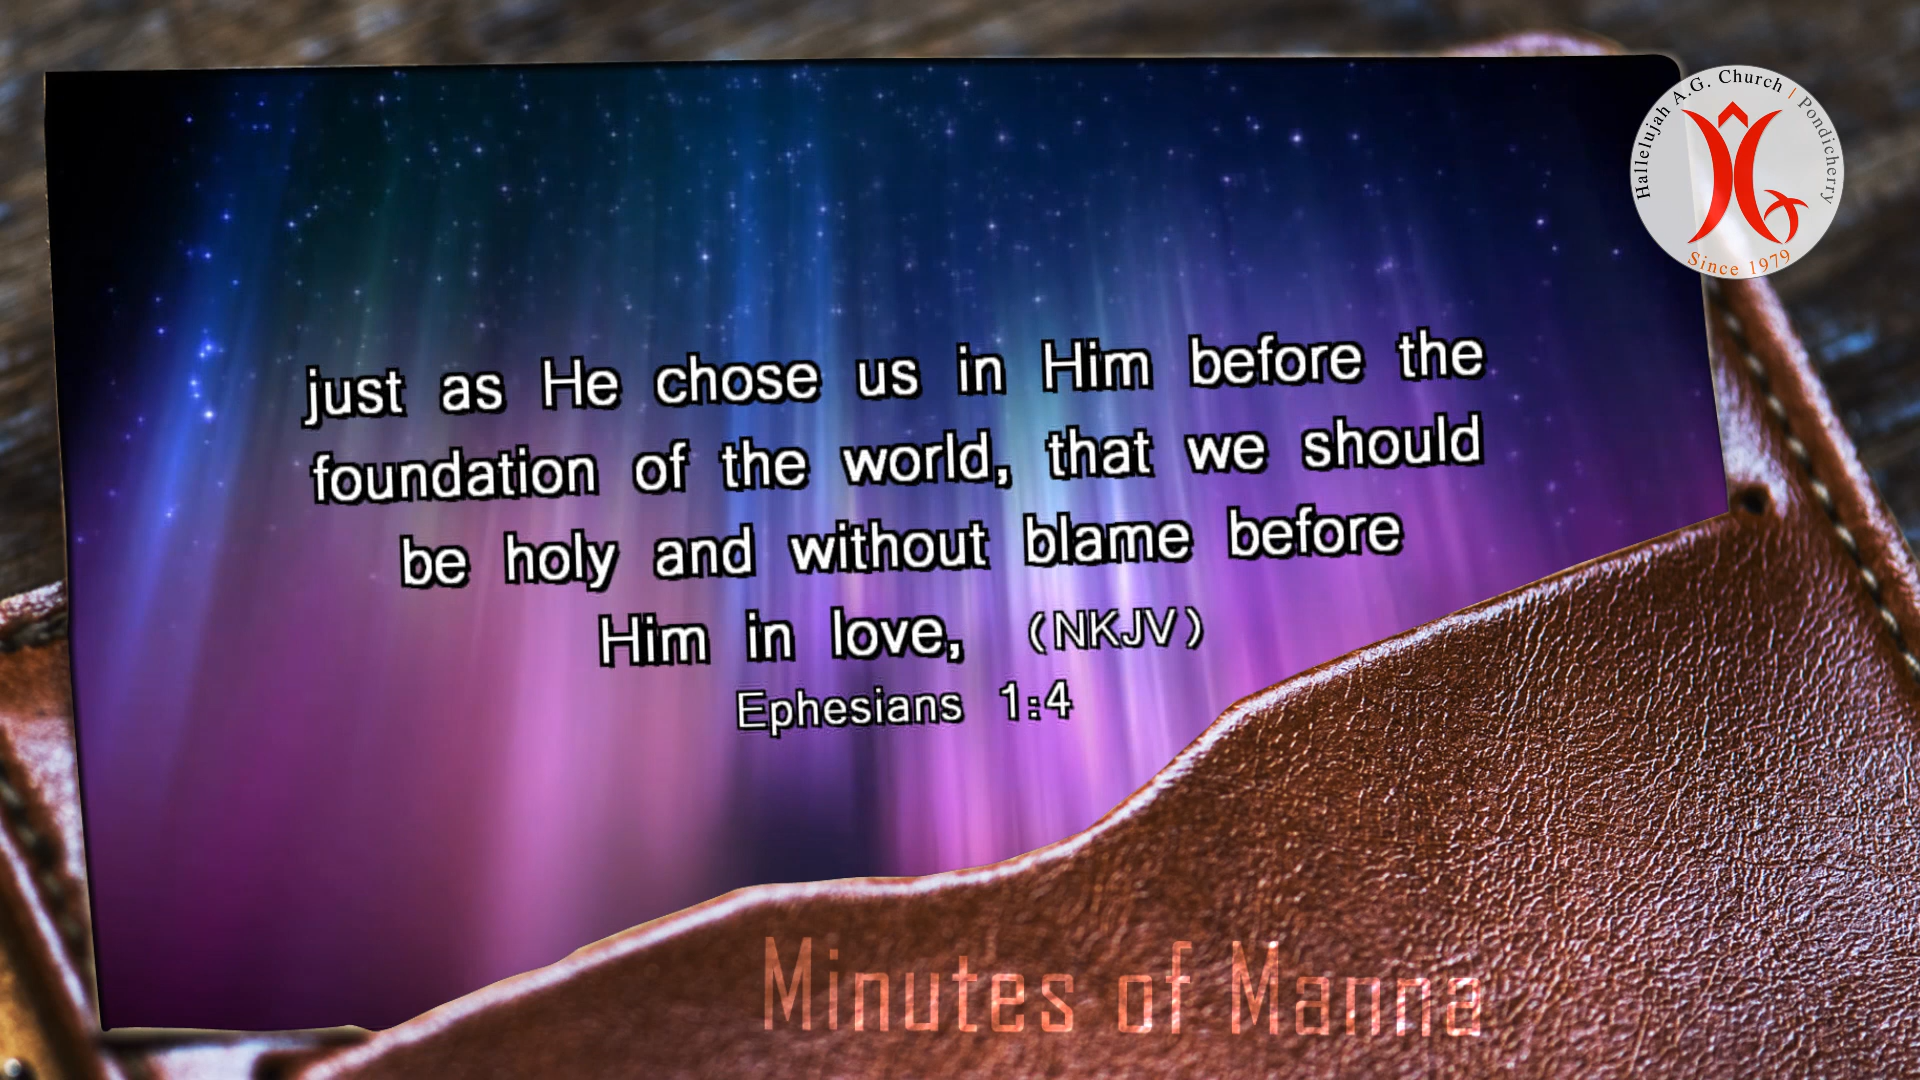 Hallelujah A.G. Church | Pondicherry
Since 1979
just as He chose us in Him before the
foundation of the world, that we should
be holy and without blame before
Him in love, (NKJV)
Ephesians 1:4
Minutes of Manna